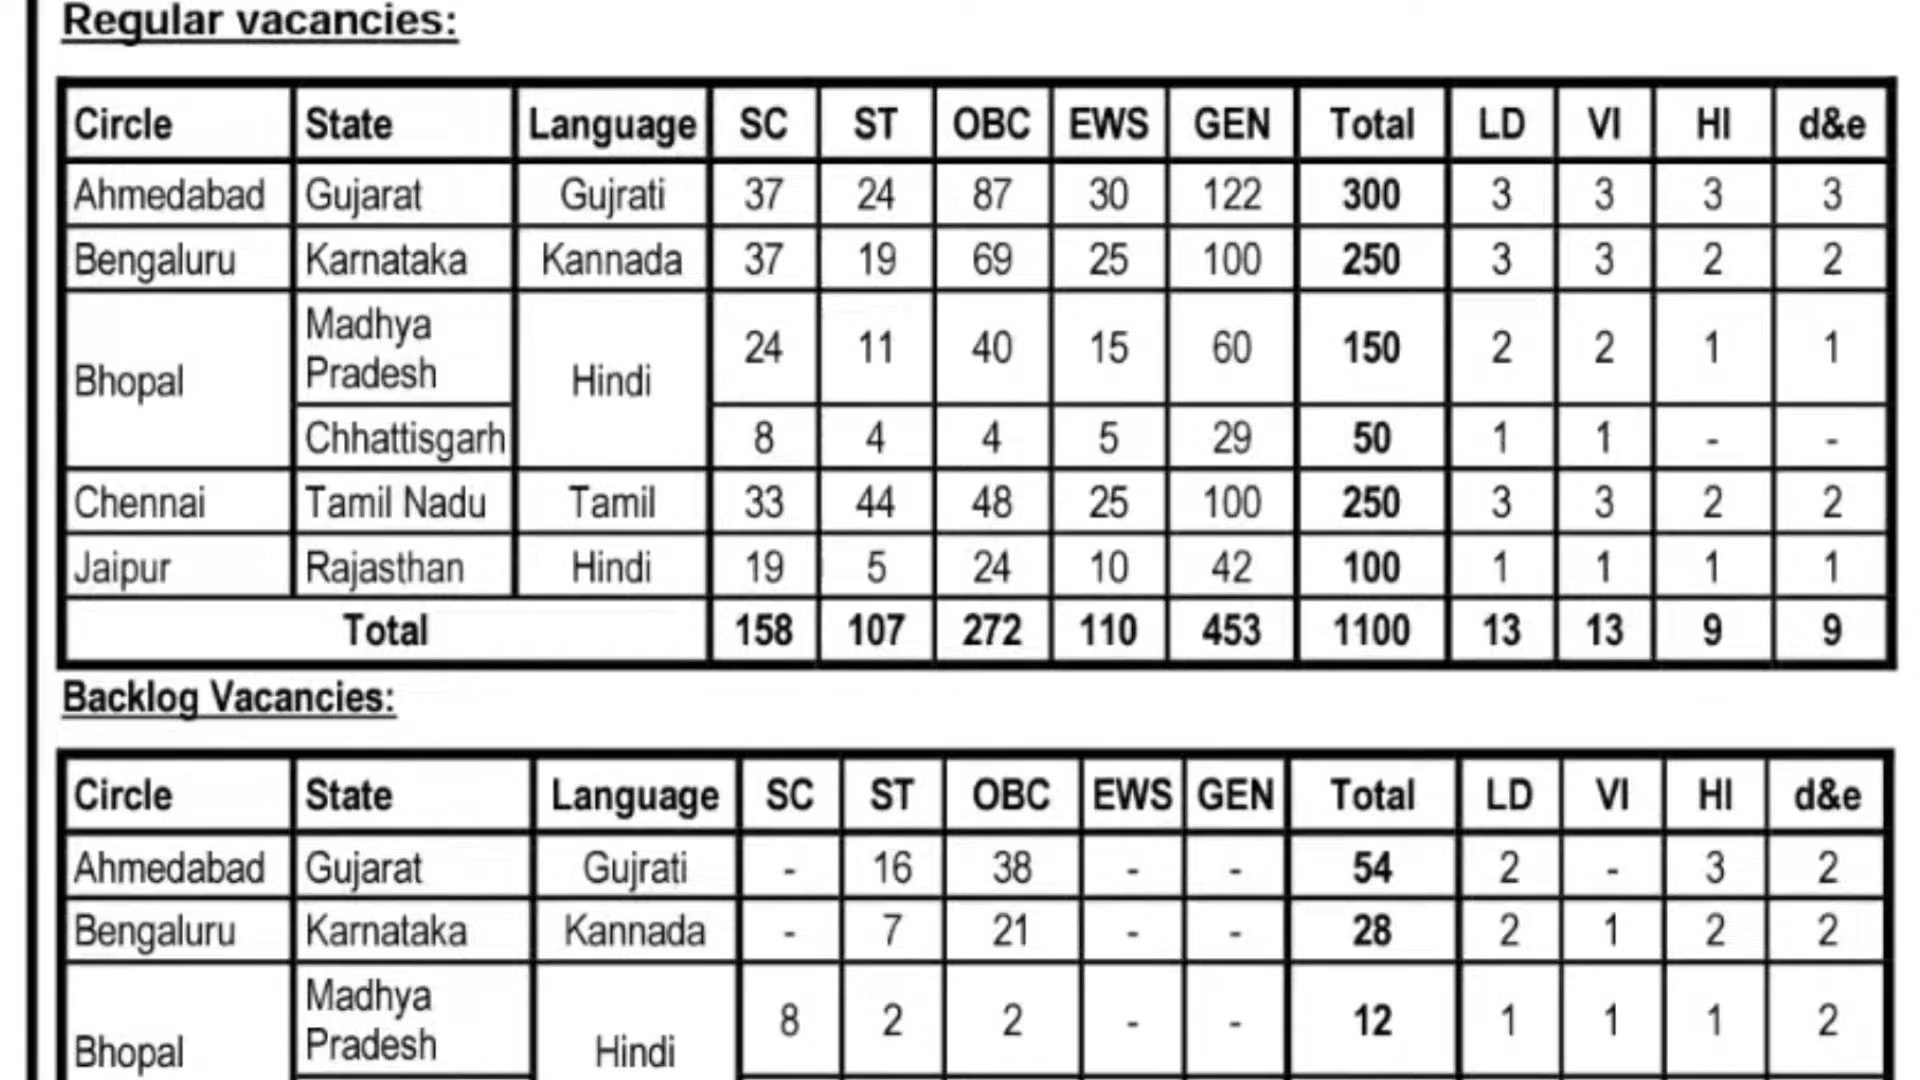 Regular vacancies:
Circle State Language SC ST OBC EWS GEN Total LD VI HI d&e
Ahmedabad Gujarat Gujrati 37 24 87 30 122 300 3 3 3 3
Bengaluru Karnataka Kannada 37 19 69 25 100 250 3 3 2 2
Bhopal Madhya Pradesh Hindi 24 11 40 15 60 150 2 2 1 1
Chhattisgarh 8 4 4 5 29 50 1 1 - -
Chennai Tamil Nadu Tamil 33 44 48 25 100 250 3 3 2 2
Jaipur Rajasthan Hindi 19 5 24 10 42 100 1 1 1 1
Total 158 107 272 110 453 1100 13 13 9 9
Backlog Vacancies:
Circle State Language SC ST OBC EWS GEN Total LD VI HI d&e
Ahmedabad Gujarat Gujrati - 16 38 - - 54 2 - 3 2
Bengaluru Karnataka Kannada - 7 21 - - 28 2 1 2 2
Bhopal Madhya Pradesh Hindi 8 2 2 - - 12 1 1 1 2